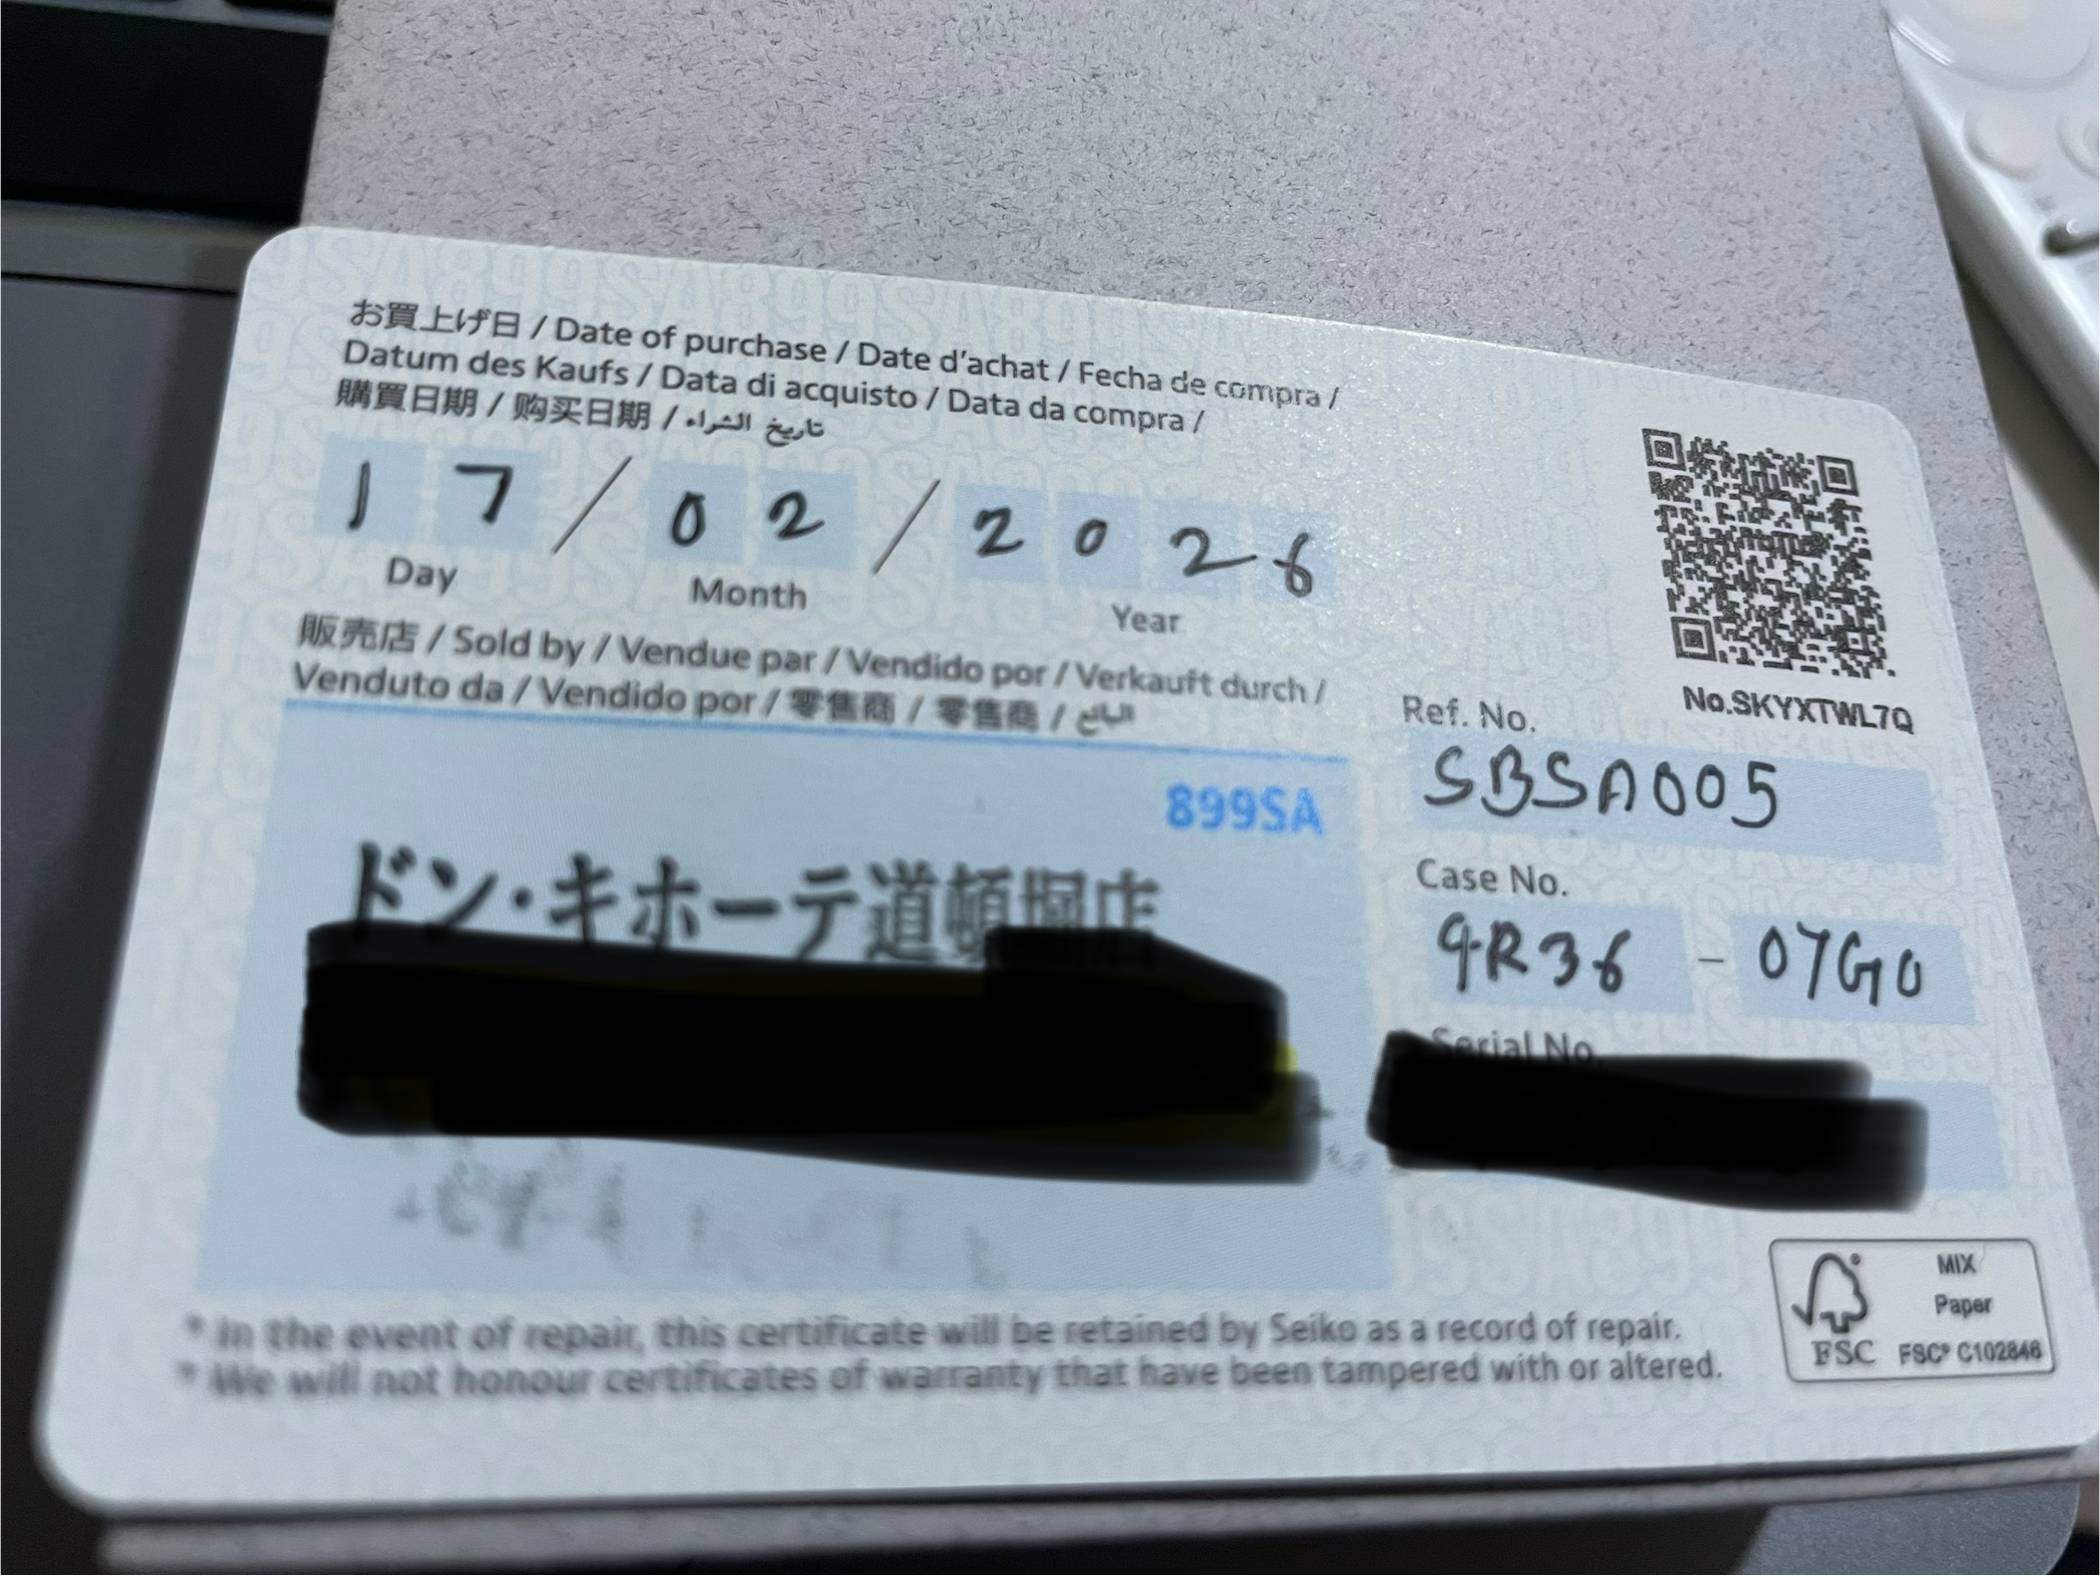 お買上げ日 / Date of purchase / Date d'achat / Fecha de compra /
Datum des Kaufs / Data di acquisto / Data da compra /
購買日期 / 购买日期 / تاريخ الشراء
17 / 02 / 2026
Day Month Year
販売店 / Sold by / Vendue par / Vendido por / Verkauft durch /
Venduto da / Vendido por / 零售商 / 零售商 / البائع
899SA
ドン・キホーテ道頓堀店
No.SKYXTWL7Q
Ref. No.
SBSA005
Case No.
4R36 - 07G0
Serial No.
* In the event of repair, this certificate will be retained by Seiko as a record of repair.
* We will not honour certificates of warranty that have been tampered with or altered.
MIX
Paper
FSC FSC® C102846